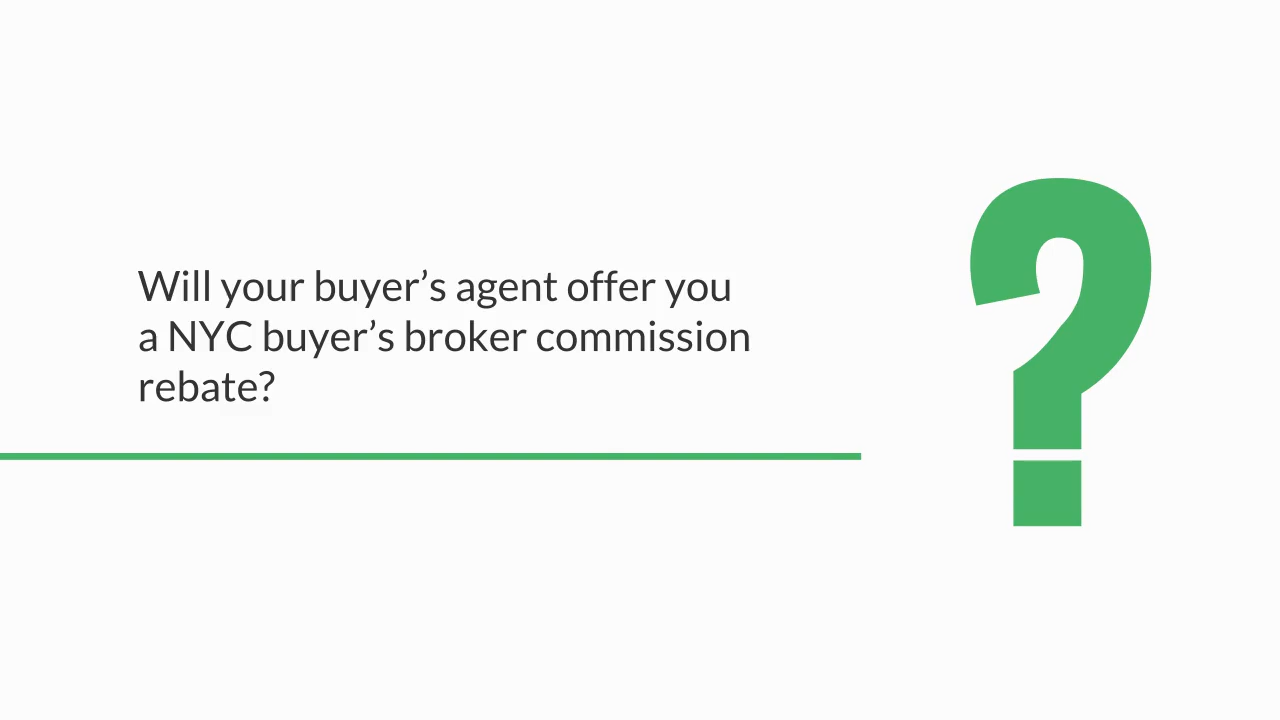 Will your buyer’s agent offer you
a NYC buyer’s broker commission
rebate?
?